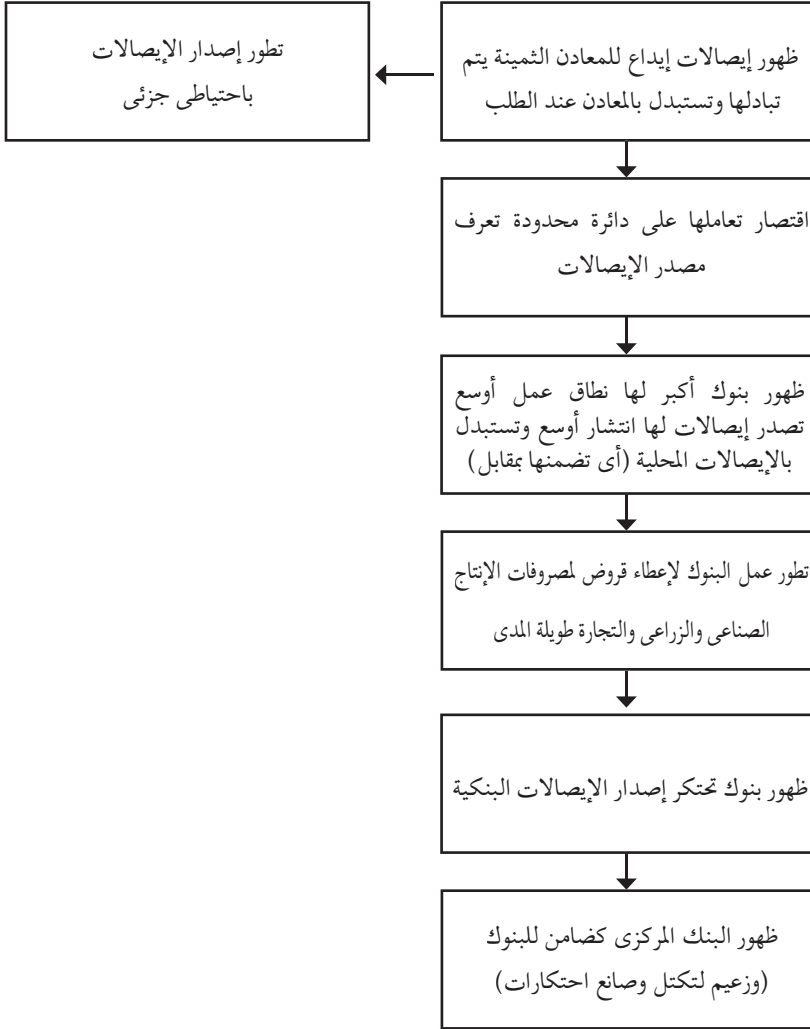 ظهور إيصالات إيداع للمعادن الثمينة يتم
تبادلها وتستبدل بالمعادن عند الطلب
تطور إصدار الإيصالات
باحتياطى جزئى
اقتصار تعاملها على دائرة محدودة تعرف
مصدر الإيصالات
ظهور بنوك أكبر لها نطاق عمل أوسع
تصدر إيصالات لها انتشار أوسع وتستبدل
بالإيصالات المحلية (أى تضمنها بمقابل)
تطور عمل البنوك لإعطاء قروض لمصروفات الإنتاج
الصناعى والزراعى والتجارة طويلة المدى
ظهور بنوك تحتكر إصدار الإيصالات البنكية
ظهور البنك المركزى كضامن للبنوك
(وزعيم لتكتل وصانع احتكارات)